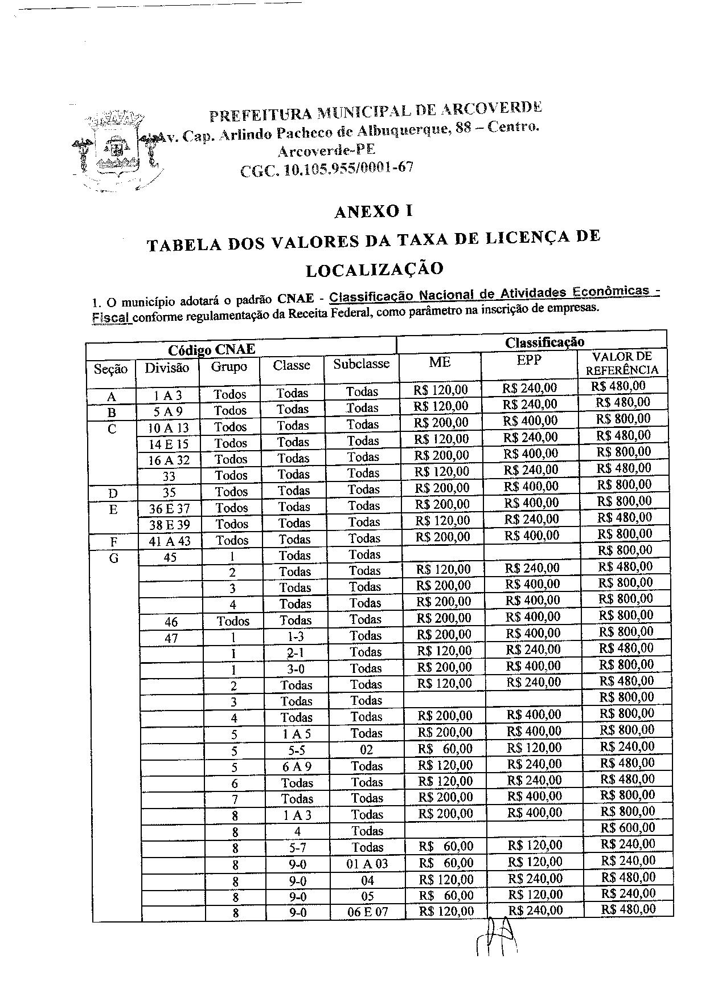 PREFEITURA MUNICIPAL DE ARCOVERDE
Av. Cap. Arlindo Pacheco de Albuquerque, 88 – Centro.
Arcoverde-PE
CGC. 10.105.955/0001-67
ANEXO I
TABELA DOS VALORES DA TAXA DE LICENÇA DE
LOCALIZAÇÃO
1. O município adotará o padrão CNAE - Classificação Nacional de Atividades Econômicas -
Fiscal conforme regulamentação da Receita Federal, como parâmetro na inscrição de empresas.
Código CNAE Classificação
Seção Divisão Grupo Classe Subclasse ME EPP VALOR DE REFERÊNCIA
A 1 A 3 Todos Todas Todas R$ 120,00 R$ 240,00 R$ 480,00
B 5 A 9 Todos Todas Todas R$ 120,00 R$ 240,00 R$ 480,00
C 10 A 13 Todos Todas Todas R$ 200,00 R$ 400,00 R$ 800,00
14 E 15 Todos Todas Todas R$ 120,00 R$ 240,00 R$ 480,00
16 A 32 Todos Todas Todas R$ 200,00 R$ 400,00 R$ 800,00
33 Todos Todas Todas R$ 120,00 R$ 240,00 R$ 480,00
D 35 Todos Todas Todas R$ 200,00 R$ 400,00 R$ 800,00
E 36 E 37 Todos Todas Todas R$ 200,00 R$ 400,00 R$ 800,00
38 E 39 Todos Todas Todas R$ 120,00 R$ 240,00 R$ 480,00
F 41 A 43 Todos Todas Todas R$ 200,00 R$ 400,00 R$ 800,00
G 45 1 Todas Todas R$ 800,00
2 Todas Todas R$ 120,00 R$ 240,00 R$ 480,00
3 Todas Todas R$ 200,00 R$ 400,00 R$ 800,00
4 Todas Todas R$ 200,00 R$ 400,00 R$ 800,00
46 Todos Todas Todas R$ 200,00 R$ 400,00 R$ 800,00
47 1 1-3 Todas R$ 200,00 R$ 400,00 R$ 800,00
1 2-1 Todas R$ 120,00 R$ 240,00 R$ 480,00
1 3-0 Todas R$ 200,00 R$ 400,00 R$ 800,00
2 Todas Todas R$ 120,00 R$ 240,00 R$ 480,00
3 Todas Todas R$ 800,00
4 Todas Todas R$ 200,00 R$ 400,00 R$ 800,00
5 1 A 5 Todas R$ 200,00 R$ 400,00 R$ 800,00
5 5-5 02 R$ 60,00 R$ 120,00 R$ 240,00
5 6 A 9 Todas R$ 120,00 R$ 240,00 R$ 480,00
6 Todas Todas R$ 120,00 R$ 240,00 R$ 480,00
7 Todas Todas R$ 200,00 R$ 400,00 R$ 800,00
8 1 A 3 Todas R$ 200,00 R$ 400,00 R$ 800,00
8 4 Todas R$ 600,00
8 5-7 Todas R$ 60,00 R$ 120,00 R$ 240,00
8 9-0 01 A 03 R$ 60,00 R$ 120,00 R$ 240,00
8 9-0 04 R$ 120,00 R$ 240,00 R$ 480,00
8 9-0 05 R$ 60,00 R$ 120,00 R$ 240,00
8 9-0 06 E 07 R$ 120,00 R$ 240,00 R$ 480,00